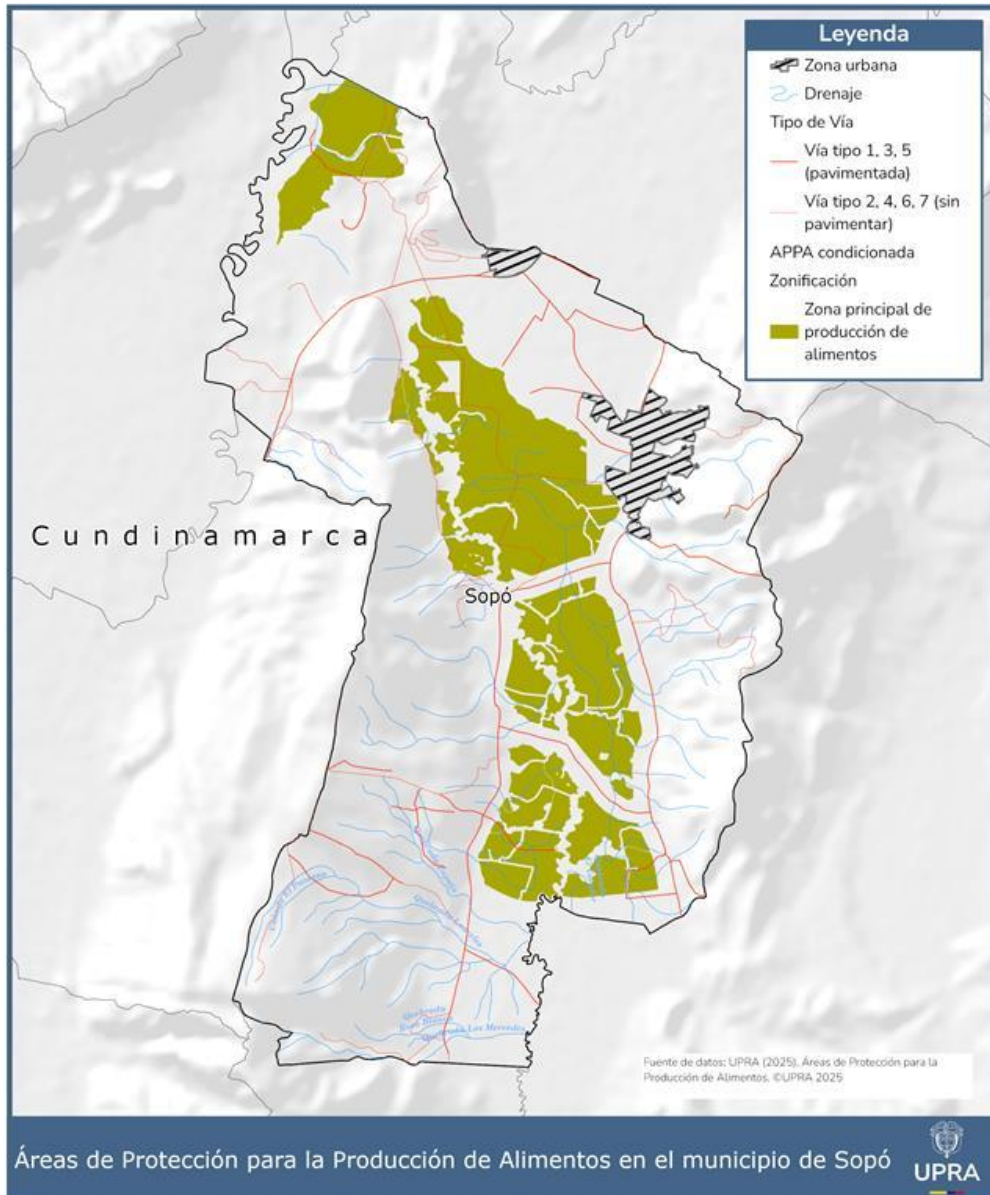 Leyenda
Zona urbana
Drenaje
Tipo de Vía
Vía tipo 1, 3, 5
(pavimentada)
Vía tipo 2, 4, 6, 7 (sin
pavimentar)
APPA condicionada
Zonificación
Zona principal de
producción de
alimentos
Cundinamarca
Sopó
Quebrada
Quebrada Las Mercedes
Fuente de datos: UPRA (2025), Áreas de Protección para la
Producción de Alimentos, ©UPRA 2025
Áreas de Protección para la Producción de Alimentos en el municipio de Sopó
UPRA